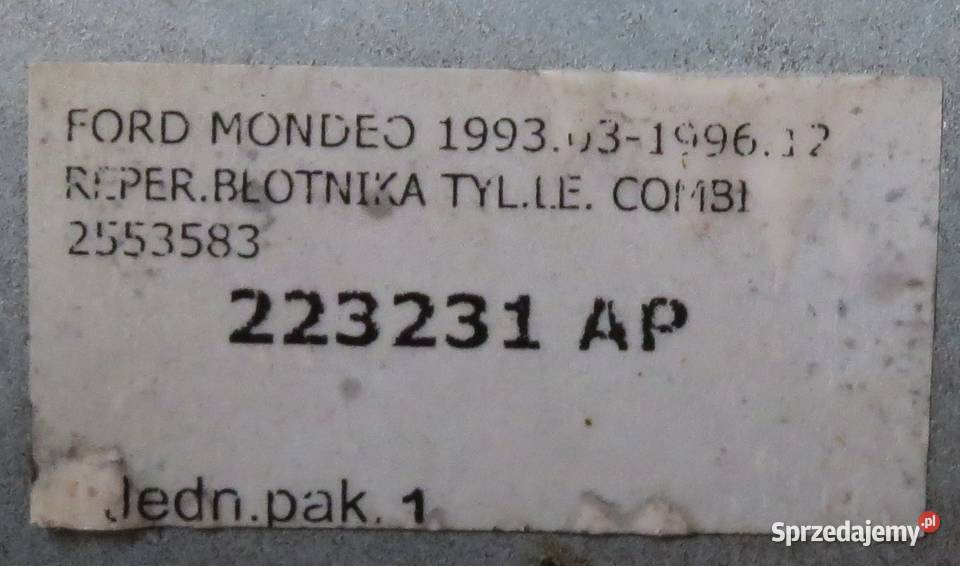 FORD MONDEO 1993.03-1996.12
REPER.BŁOTNIKA TYL.LE. COMBI
2553583
223231 AP
Jedn.pak. 1
Sprzedajemy.pl